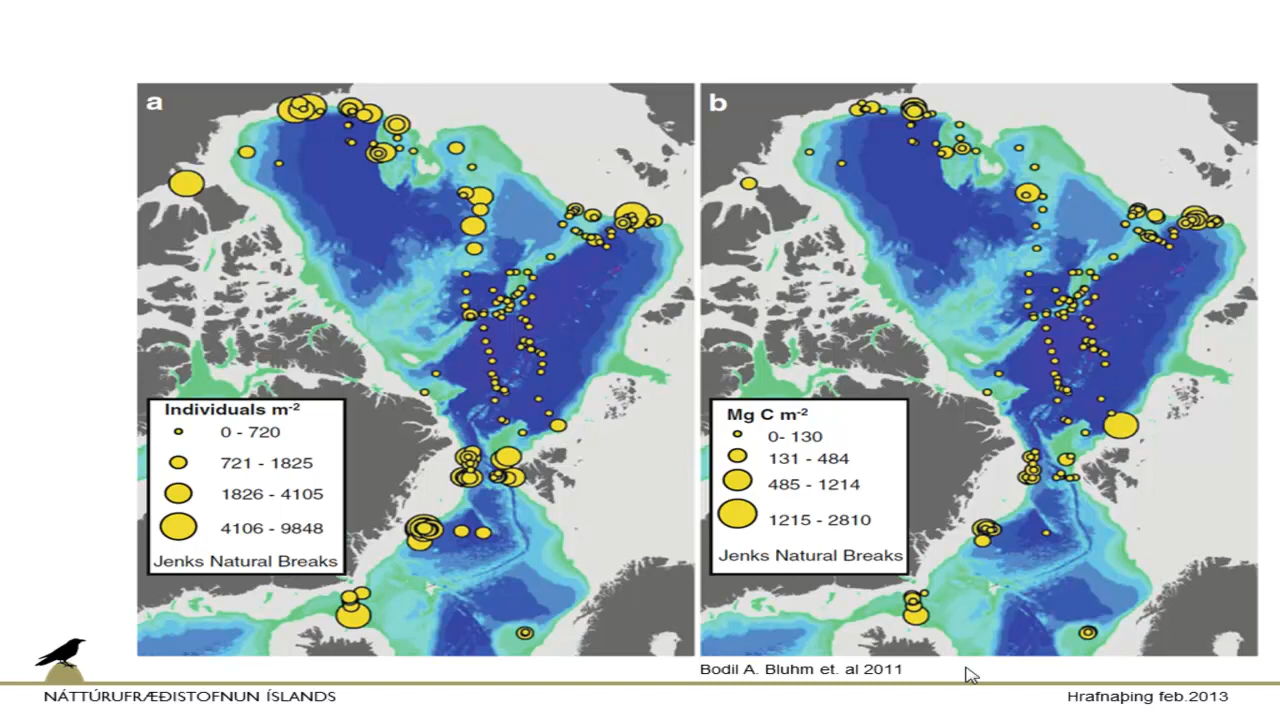 a
Individuals m-2
0 - 720
721 - 1825
1826 - 4105
4106 - 9848
Jenks Natural Breaks
b
Mg C m-2
0- 130
131 - 484
485 - 1214
1215 - 2810
Jenks Natural Breaks
Bodil A. Bluhm et. al 2011
NÁTTÚRUFRÆÐISTOFNUN ÍSLANDS
Hrafnaþing feb.2013